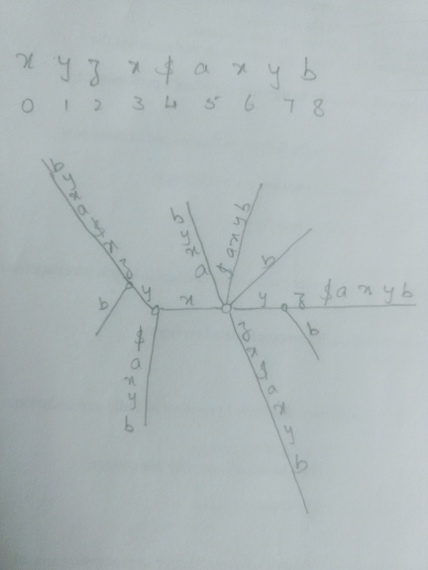 x y z x $ a x y b
0 1 2 3 4 5 6 7 8
z x $ a x y b
a x y b
$ a x y b
b
b
y
x
y
z $ a x y b
b
$ a x y b
z x $ a x y b